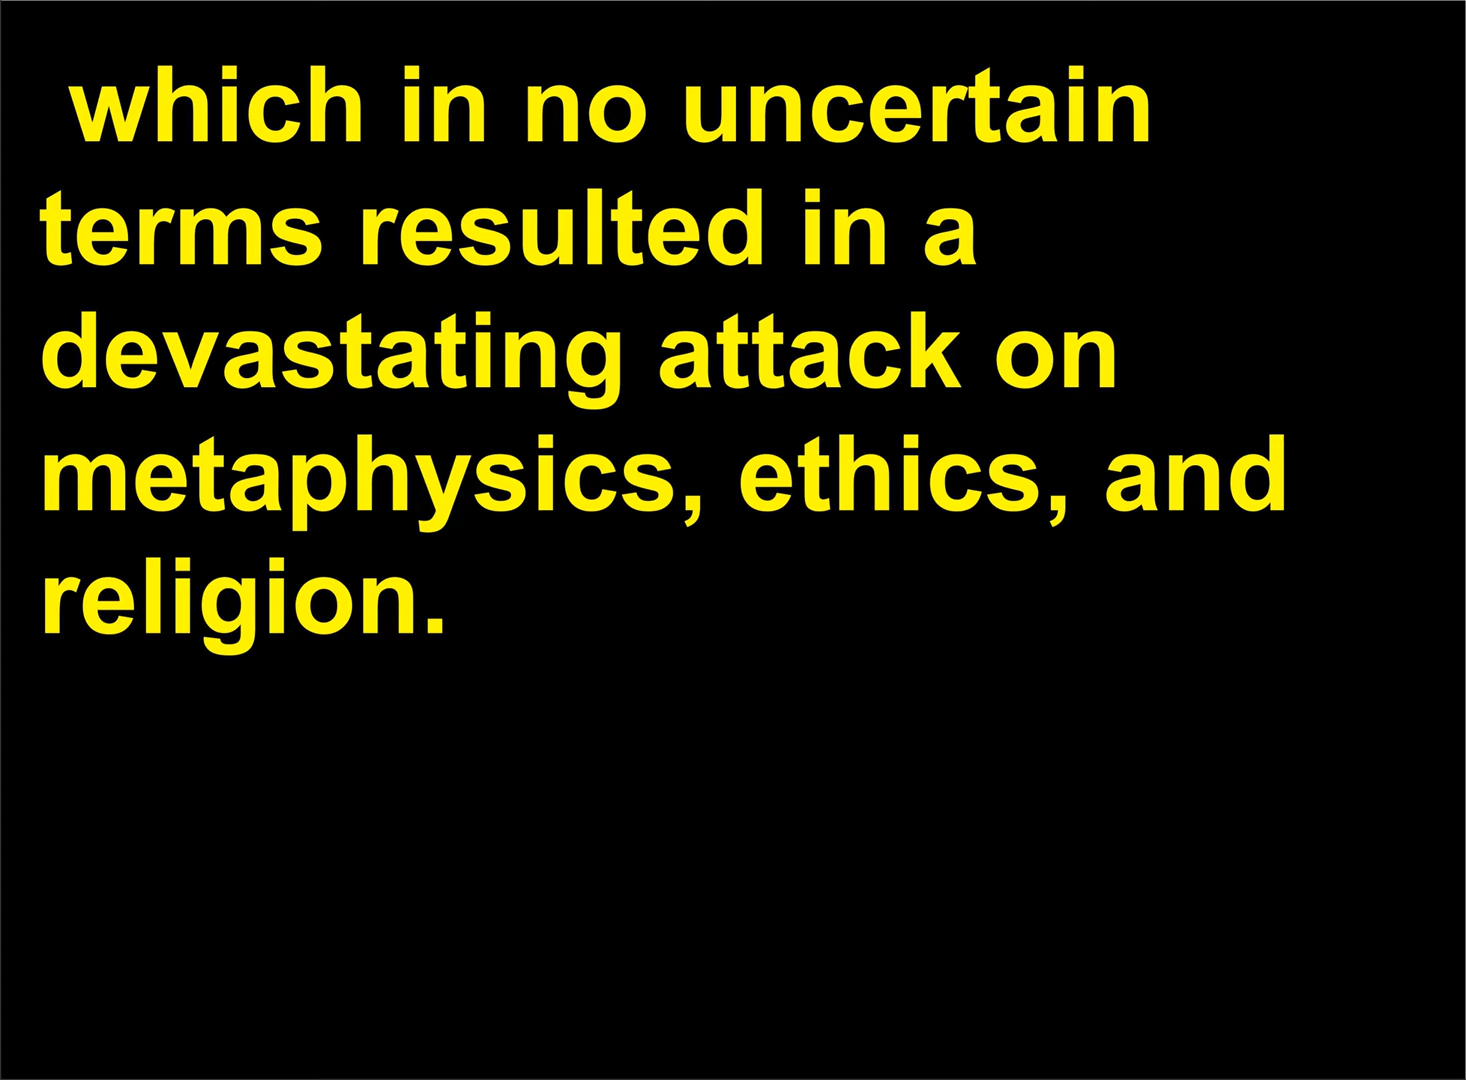 which in no uncertain
terms resulted in a
devastating attack on
metaphysics, ethics, and
religion.